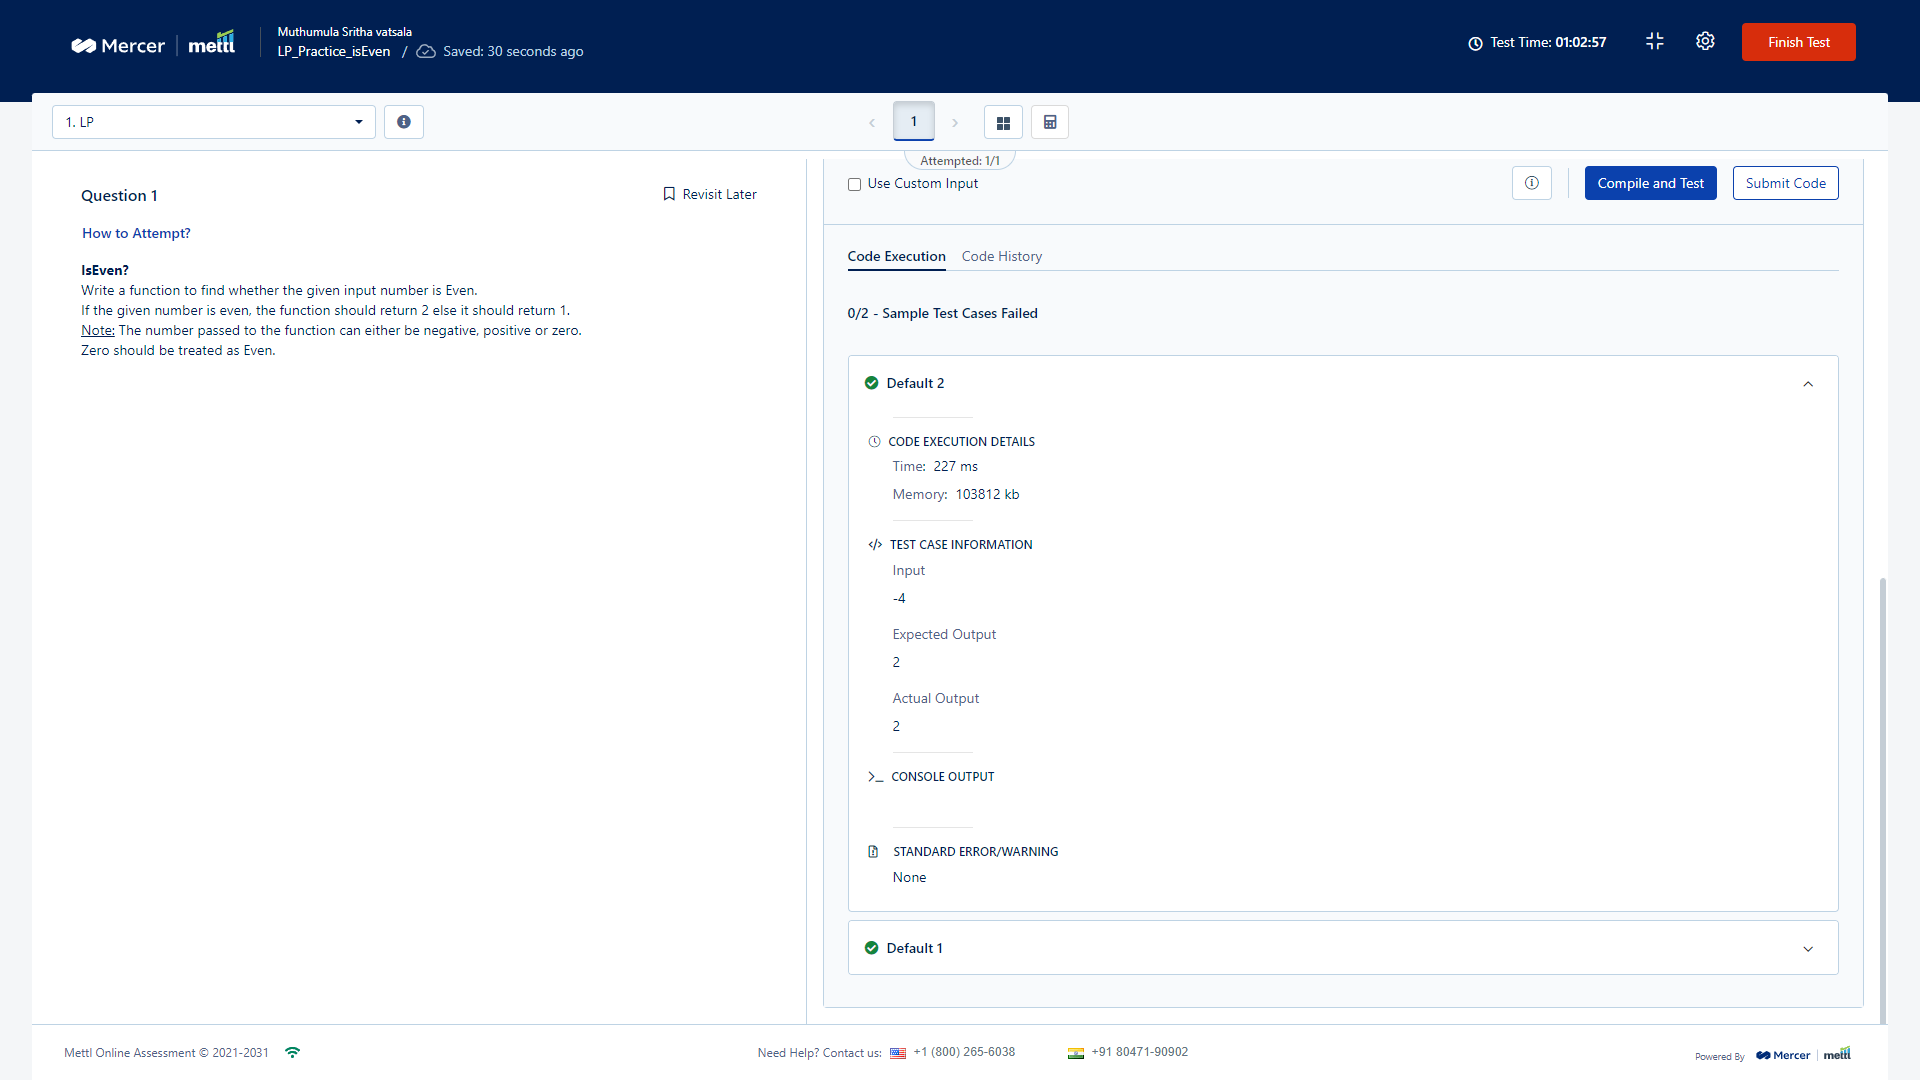 Mercer | mettl
Muthumula Sritha vatsala
LP_Practice_isEven / Saved: 30 seconds ago
Test Time: 01:02:57
Finish Test
1. LP
1
Attempted: 1/1
Question 1
Revisit Later
How to Attempt?
IsEven?
Write a function to find whether the given input number is Even.
If the given number is even, the function should return 2 else it should return 1.
Note: The number passed to the function can either be negative, positive or zero.
Zero should be treated as Even.
Use Custom Input
Compile and Test
Submit Code
Code Execution
Code History
0/2 - Sample Test Cases Failed
Default 2
CODE EXECUTION DETAILS
Time: 227 ms
Memory: 103812 kb
</> TEST CASE INFORMATION
Input
-4
Expected Output
2
Actual Output
2
>_ CONSOLE OUTPUT
STANDARD ERROR/WARNING
None
Default 1
Mettl Online Assessment © 2021-2031
Need Help? Contact us: +1 (800) 265-6038
+91 80471-90902
Powered By Mercer | mettl